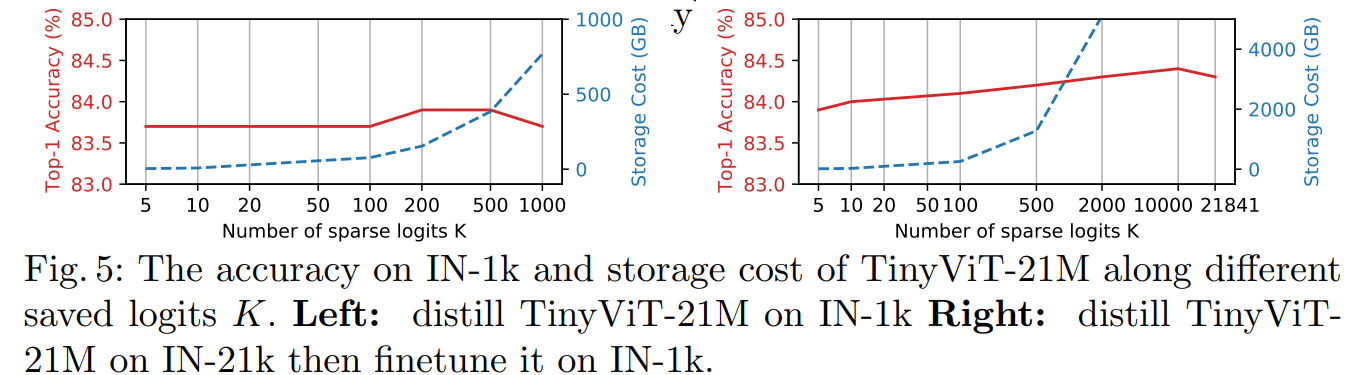 y
85.0
84.5
84.0
83.5
83.0
Top-1 Accuracy (%)
1000
500
0
Storage Cost (GB)
5 10 20 50 100 200 500 1000
Number of sparse logits K
85.0
84.5
84.0
83.5
83.0
Top-1 Accuracy (%)
4000
2000
0
Storage Cost (GB)
5 10 20 50 100 500 2000 10000 21841
Number of sparse logits K
Fig. 5: The accuracy on IN-1k and storage cost of TinyViT-21M along different
saved logits K. Left: distill TinyViT-21M on IN-1k Right: distill TinyViT-
21M on IN-21k then finetune it on IN-1k.